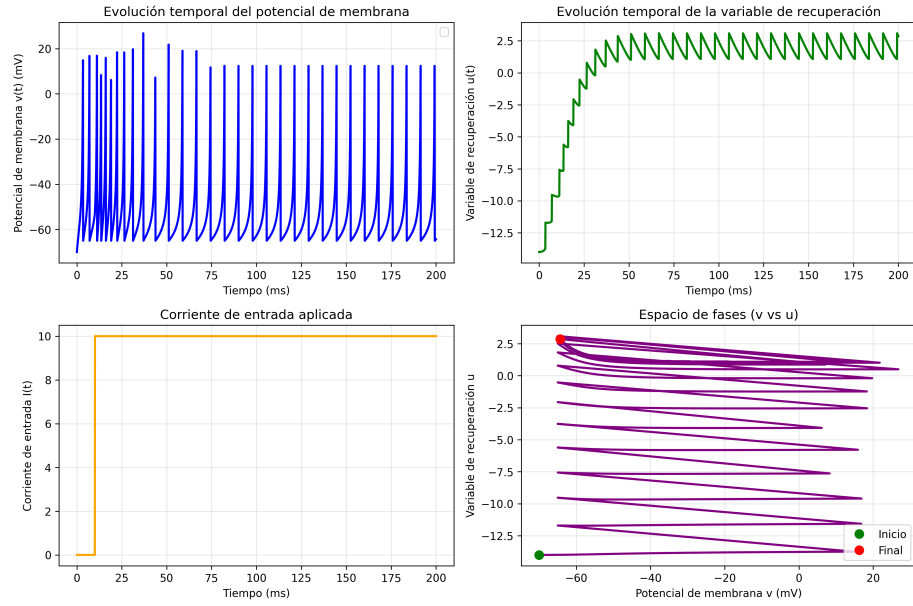 Evolución temporal del potencial de membrana
Potencial de membrana v(t) (mV)
20
0
−20
−40
−60
0 25 50 75 100 125 150 175 200
Tiempo (ms)
Evolución temporal de la variable de recuperación
Variable de recuperación u(t)
2.5
0.0
−2.5
−5.0
−7.5
−10.0
−12.5
0 25 50 75 100 125 150 175 200
Tiempo (ms)
Corriente de entrada aplicada
Corriente de entrada I(t)
10
8
6
4
2
0
0 25 50 75 100 125 150 175 200
Tiempo (ms)
Espacio de fases (v vs u)
Variable de recuperación u
2.5
0.0
−2.5
−5.0
−7.5
−10.0
−12.5
Inicio
Final
−60 −40 −20 0 20
Potencial de membrana v (mV)